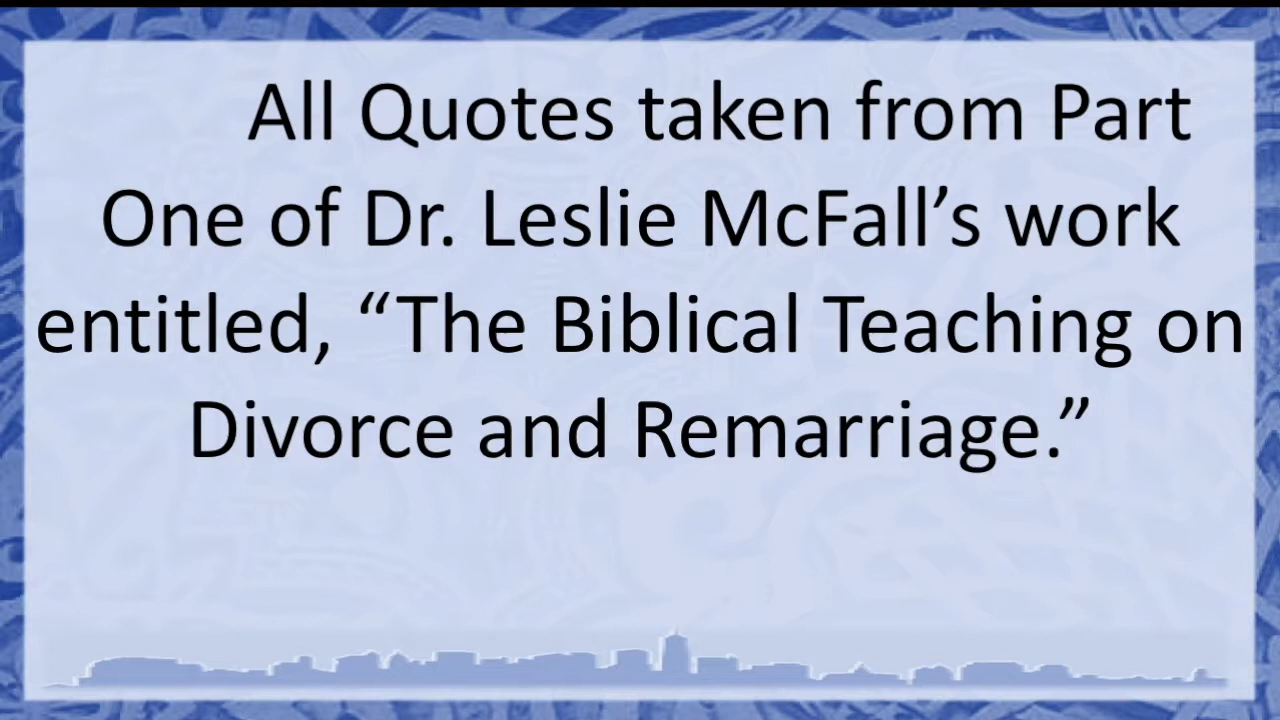 All Quotes taken from Part
One of Dr. Leslie McFall’s work
entitled, “The Biblical Teaching on
Divorce and Remarriage.”